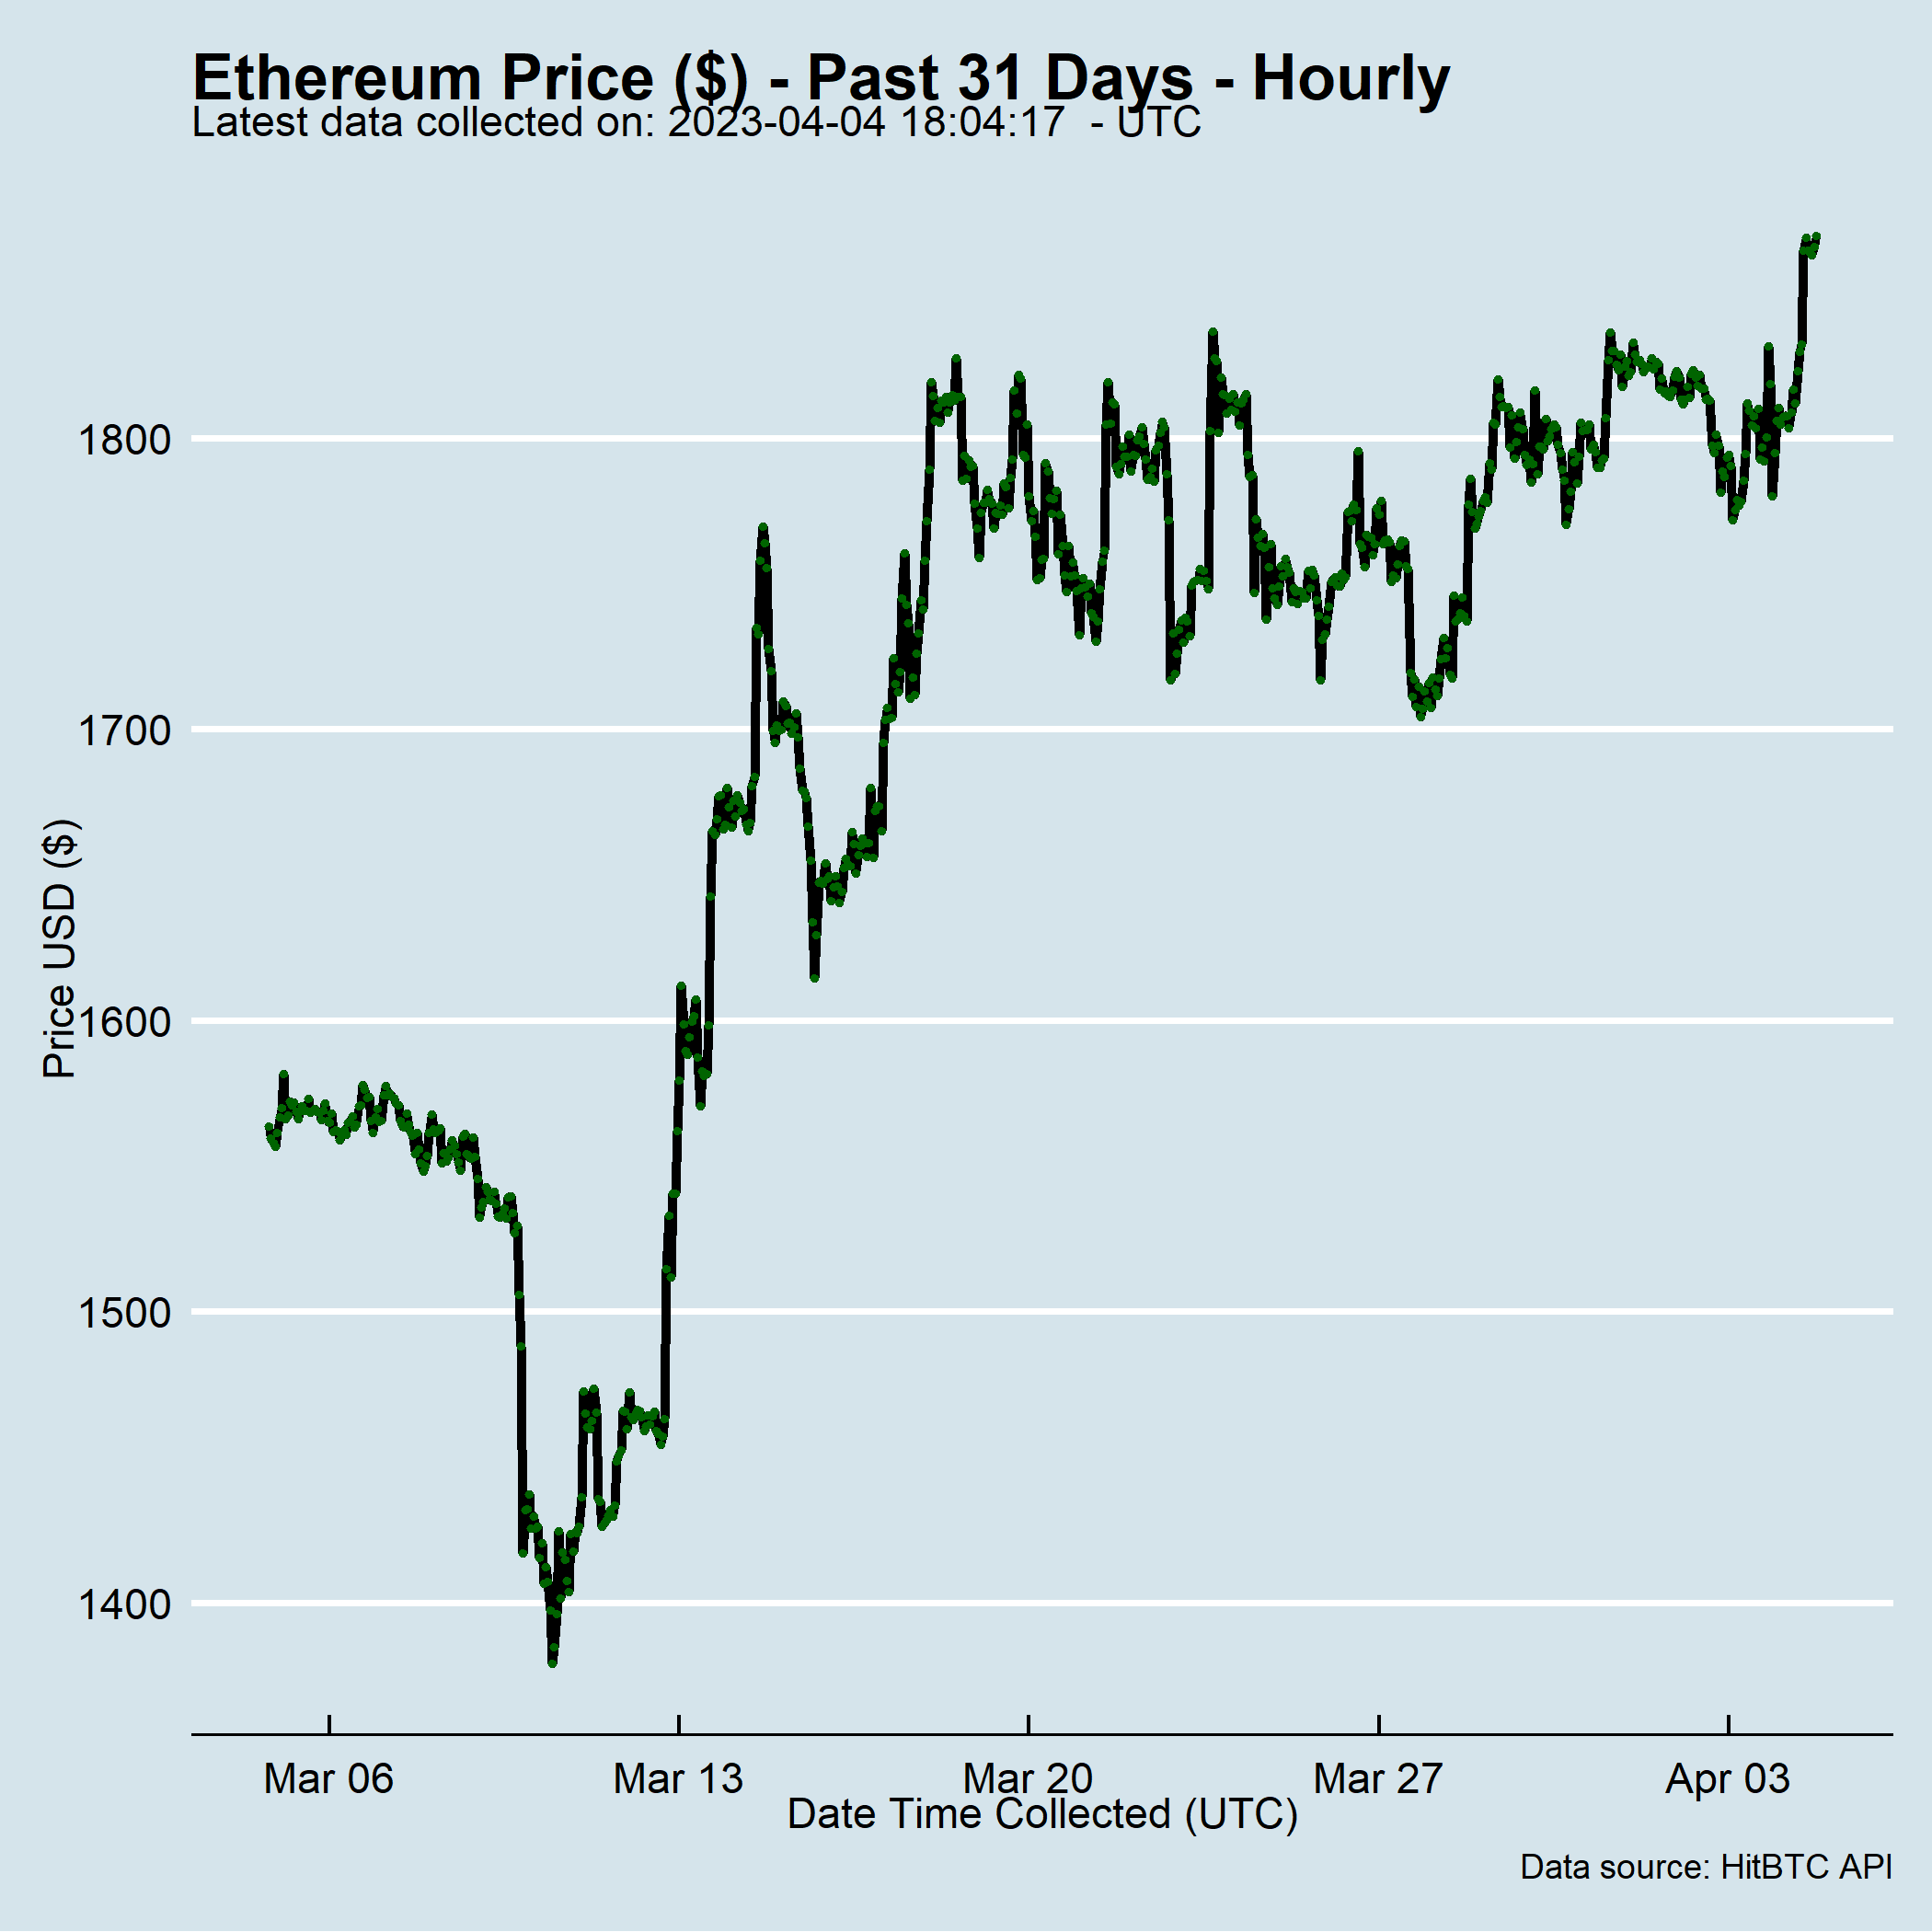 Ethereum Price ($) - Past 31 Days - Hourly
Latest data collected on: 2023-04-04 18:04:17  - UTC
Price USD ($)
1800
1700
1600
1500
1400
Mar 06 Mar 13 Mar 20 Mar 27 Apr 03
Date Time Collected (UTC)
Data source: HitBTC API